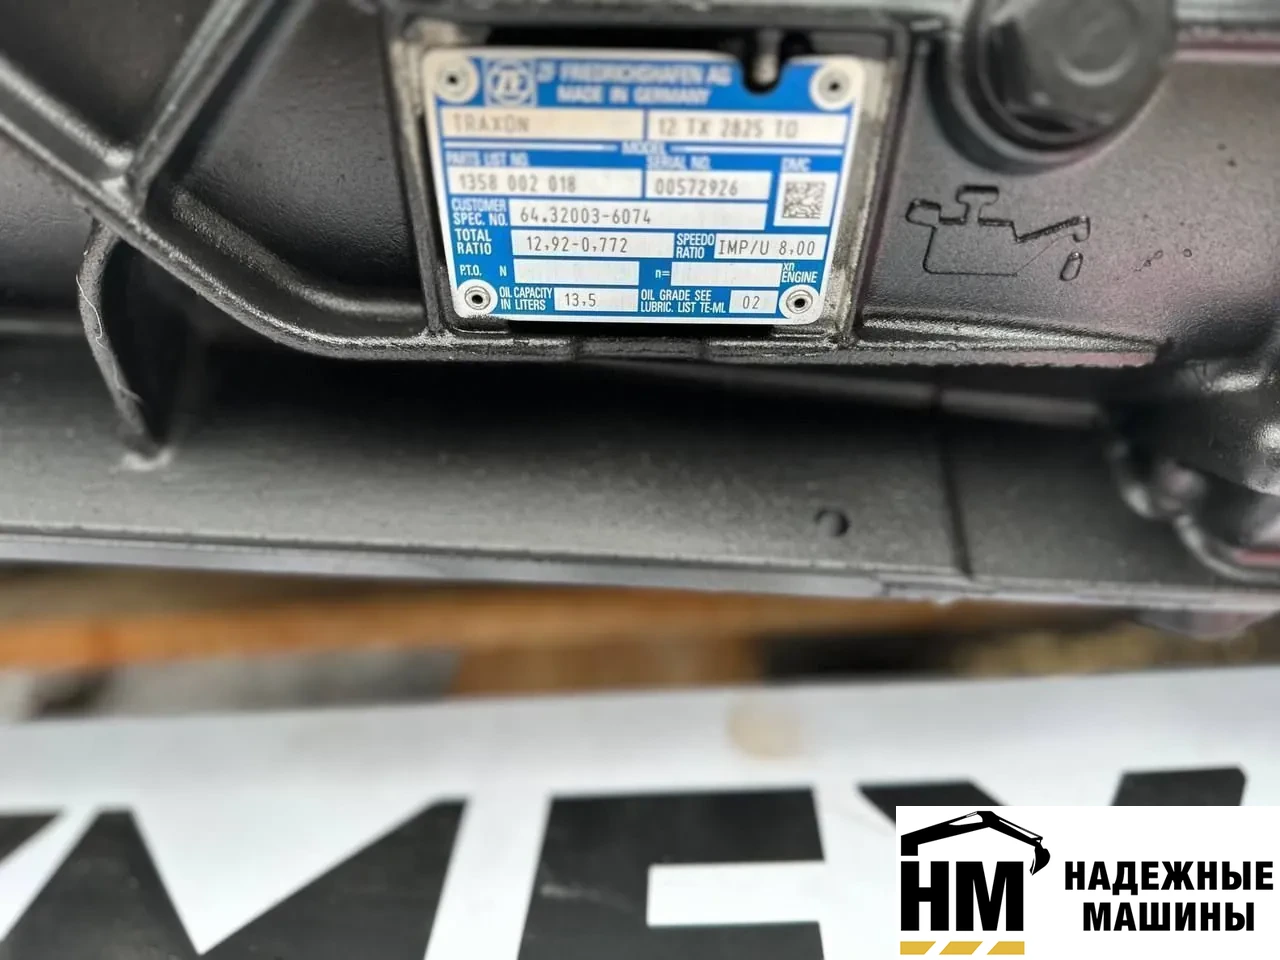 ZF FRIEDRICHSHAFEN AG
MADE IN GERMANY
TRAXON 12 TX 2825 TO
MODEL
PARTS LIST NO. SERIAL NO. DMC
1358 002 018 00572926
CUSTOMER SPEC. NO. 64.32003-6074
TOTAL RATIO 12,92-0,772 SPEEDO RATIO IMP/U 8,00
P.T.O. N n= xn ENGINE
OIL CAPACITY IN LITERS 13,5 OIL GRADE SEE LUBRIC. LIST TE-ML 02
НМ НАДЕЖНЫЕ
МАШИНЫ